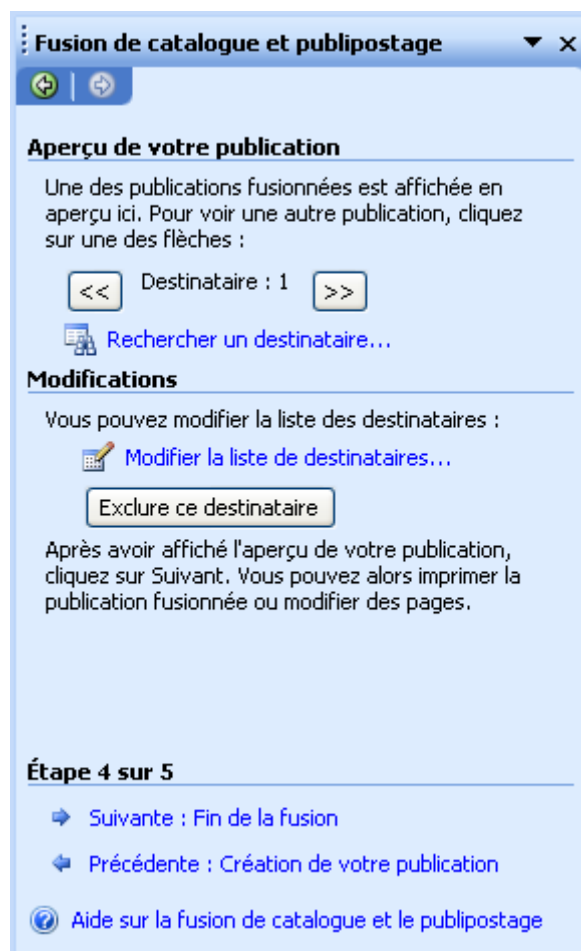 Fusion de catalogue et publipostage
Aperçu de votre publication
Une des publications fusionnées est affichée en
aperçu ici. Pour voir une autre publication, cliquez
sur une des flèches :
<< Destinataire : 1 >>
Rechercher un destinataire...
Modifications
Vous pouvez modifier la liste des destinataires :
Modifier la liste de destinataires...
Exclure ce destinataire
Après avoir affiché l'aperçu de votre publication,
cliquez sur Suivant. Vous pouvez alors imprimer la
publication fusionnée ou modifier des pages.
Étape 4 sur 5
Suivante : Fin de la fusion
Précédente : Création de votre publication
Aide sur la fusion de catalogue et le publipostage